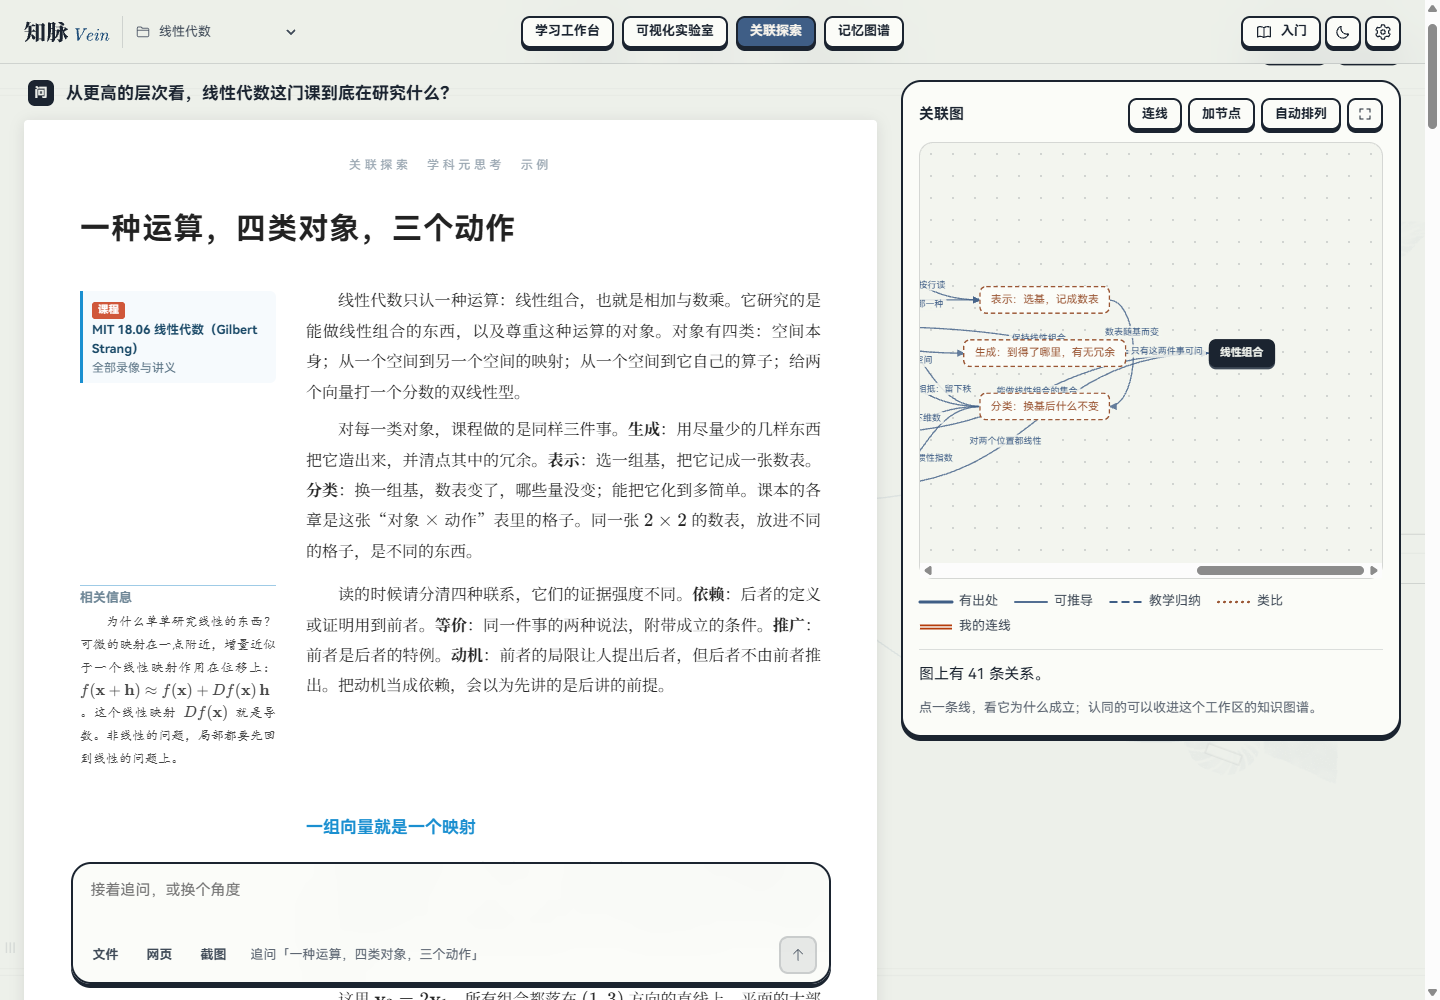 知脉 Vein
线性代数
学习工作台
可视化实验室
关联探索
记忆图谱
入门
问 从更高的层次看，线性代数这门课到底在研究什么？
关联探索 学科元思考 示例
一种运算，四类对象，三个动作
课程
MIT 18.06 线性代数（Gilbert
Strang）
全部录像与讲义
线性代数只认一种运算：线性组合，也就是相加与数乘。它研究的是
能做线性组合的东西，以及尊重这种运算的对象。对象有四类：空间本
身；从一个空间到另一个空间的映射；从一个空间到它自己的算子；给两
个向量打一个分数的双线性型。
对每一类对象，课程做的是同样三件事。生成：用尽量少的几样东西
把它造出来，并清点其中的冗余。表示：选一组基，把它记成一张数表。
分类：换一组基，数表变了，哪些量没变；能把它化到多简单。课本的各
章是这张“对象 × 动作”表里的格子。同一张 2 × 2 的数表，放进不同
的格子，是不同的东西。
相关信息
为什么单单研究线性的东西？
可微的映射在一点附近，增量近似
于一个线性映射作用在位移上：
f(x + h) ≈ f(x) + Df(x) h
。这个线性映射 Df(x) 就是导
数。非线性的问题，局部都要先回
到线性的问题上。
读的时候请分清四种联系，它们的证据强度不同。依赖：后者的定义
或证明用到前者。等价：同一件事的两种说法，附带成立的条件。推广：
前者是后者的特例。动机：前者的局限让人提出后者，但后者不由前者推
出。把动机当成依赖，会以为先讲的是后讲的前提。
一组向量就是一个映射
接着追问，或换个角度
文件
网页
截图
追问「一种运算，四类对象，三个动作」
关联图
连线
加节点
自动排列
按行读
表示：选基，记成数表
数表随基而变
保持线性组合
生成：到得了哪里，有无冗余
只有这两件事可问
线性组合
空间
相抵：留下秩
能做线性组合的集合
分类：换基后什么不变
对两个位置都线性
惯性指数
有出处
可推导
教学归纳
类比
我的连线
图上有 41 条关系。
点一条线，看它为什么成立；认同的可以收进这个工作区的知识图谱。